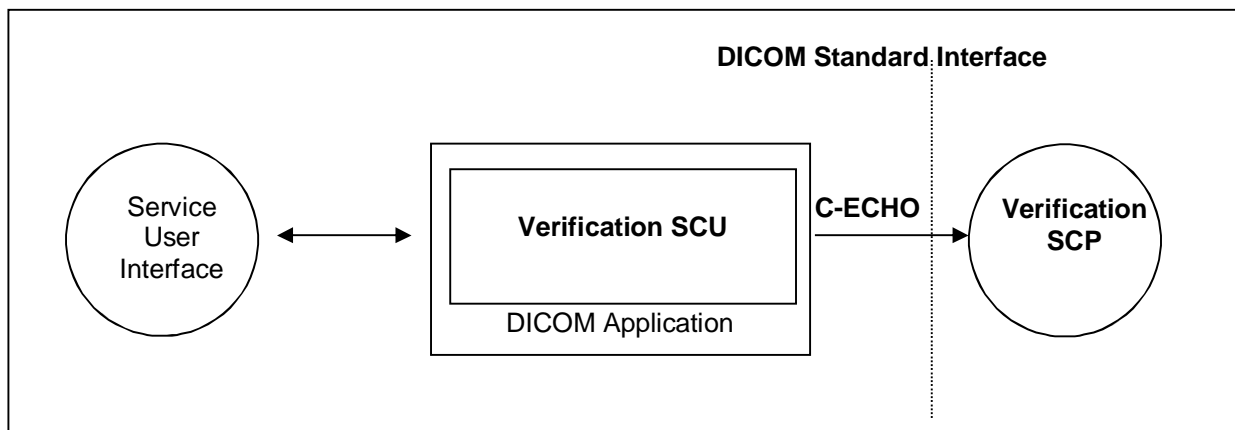 DICOM Standard Interface
Service
User
Interface
Verification SCU
DICOM Application
C-ECHO
Verification
SCP